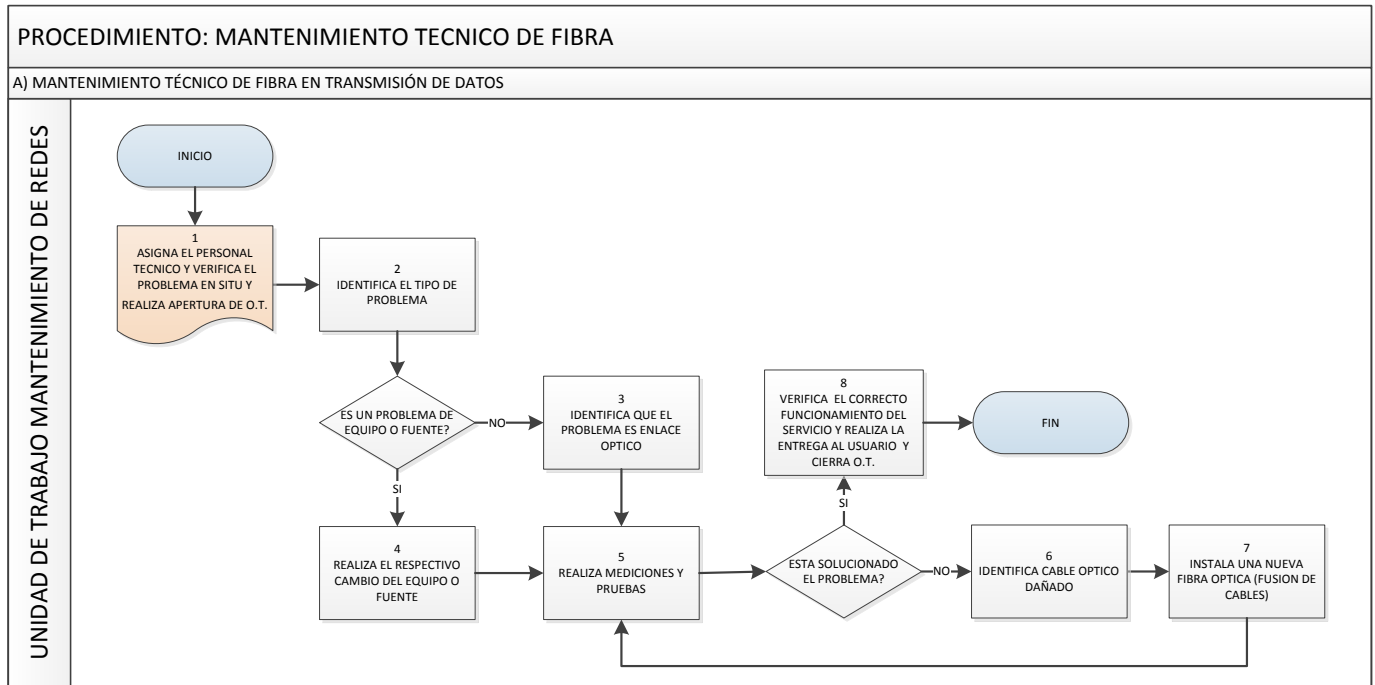 PROCEDIMIENTO: MANTENIMIENTO TECNICO DE FIBRA
A) MANTENIMIENTO TÉCNICO DE FIBRA EN TRANSMISIÓN DE DATOS
UNIDAD DE TRABAJO MANTENIMIENTO DE REDES
INICIO
1
ASIGNA EL PERSONAL
TECNICO Y VERIFICA EL
PROBLEMA EN SITU Y
REALIZA APERTURA DE O.T.
2
IDENTIFICA EL TIPO DE
PROBLEMA
ES UN PROBLEMA DE
EQUIPO O FUENTE?
NO
3
IDENTIFICA QUE EL
PROBLEMA ES ENLACE
OPTICO
SI
4
REALIZA EL RESPECTIVO
CAMBIO DEL EQUIPO O
FUENTE
5
REALIZA MEDICIONES Y
PRUEBAS
ESTA SOLUCIONADO
EL PROBLEMA?
NO
6
IDENTIFICA CABLE OPTICO
DAÑADO
7
INSTALA UNA NUEVA
FIBRA OPTICA (FUSION DE
CABLES)
SI
8
VERIFICA EL CORRECTO
FUNCIONAMIENTO DEL
SERVICIO Y REALIZA LA
ENTREGA AL USUARIO Y
CIERRA O.T.
FIN